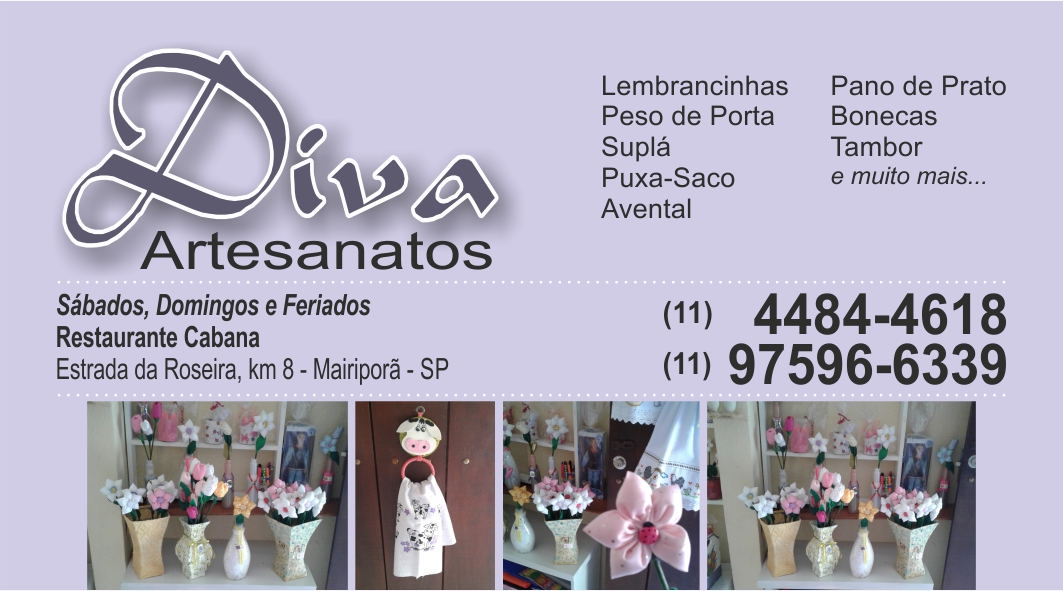 Diva
Artesanatos
Lembrancinhas
Peso de Porta
Suplá
Puxa-Saco
Avental
Pano de Prato
Bonecas
Tambor
e muito mais...
Sábados, Domingos e Feriados
Restaurante Cabana
Estrada da Roseira, km 8 - Mairiporã - SP
(11) 4484-4618
(11) 97596-6339